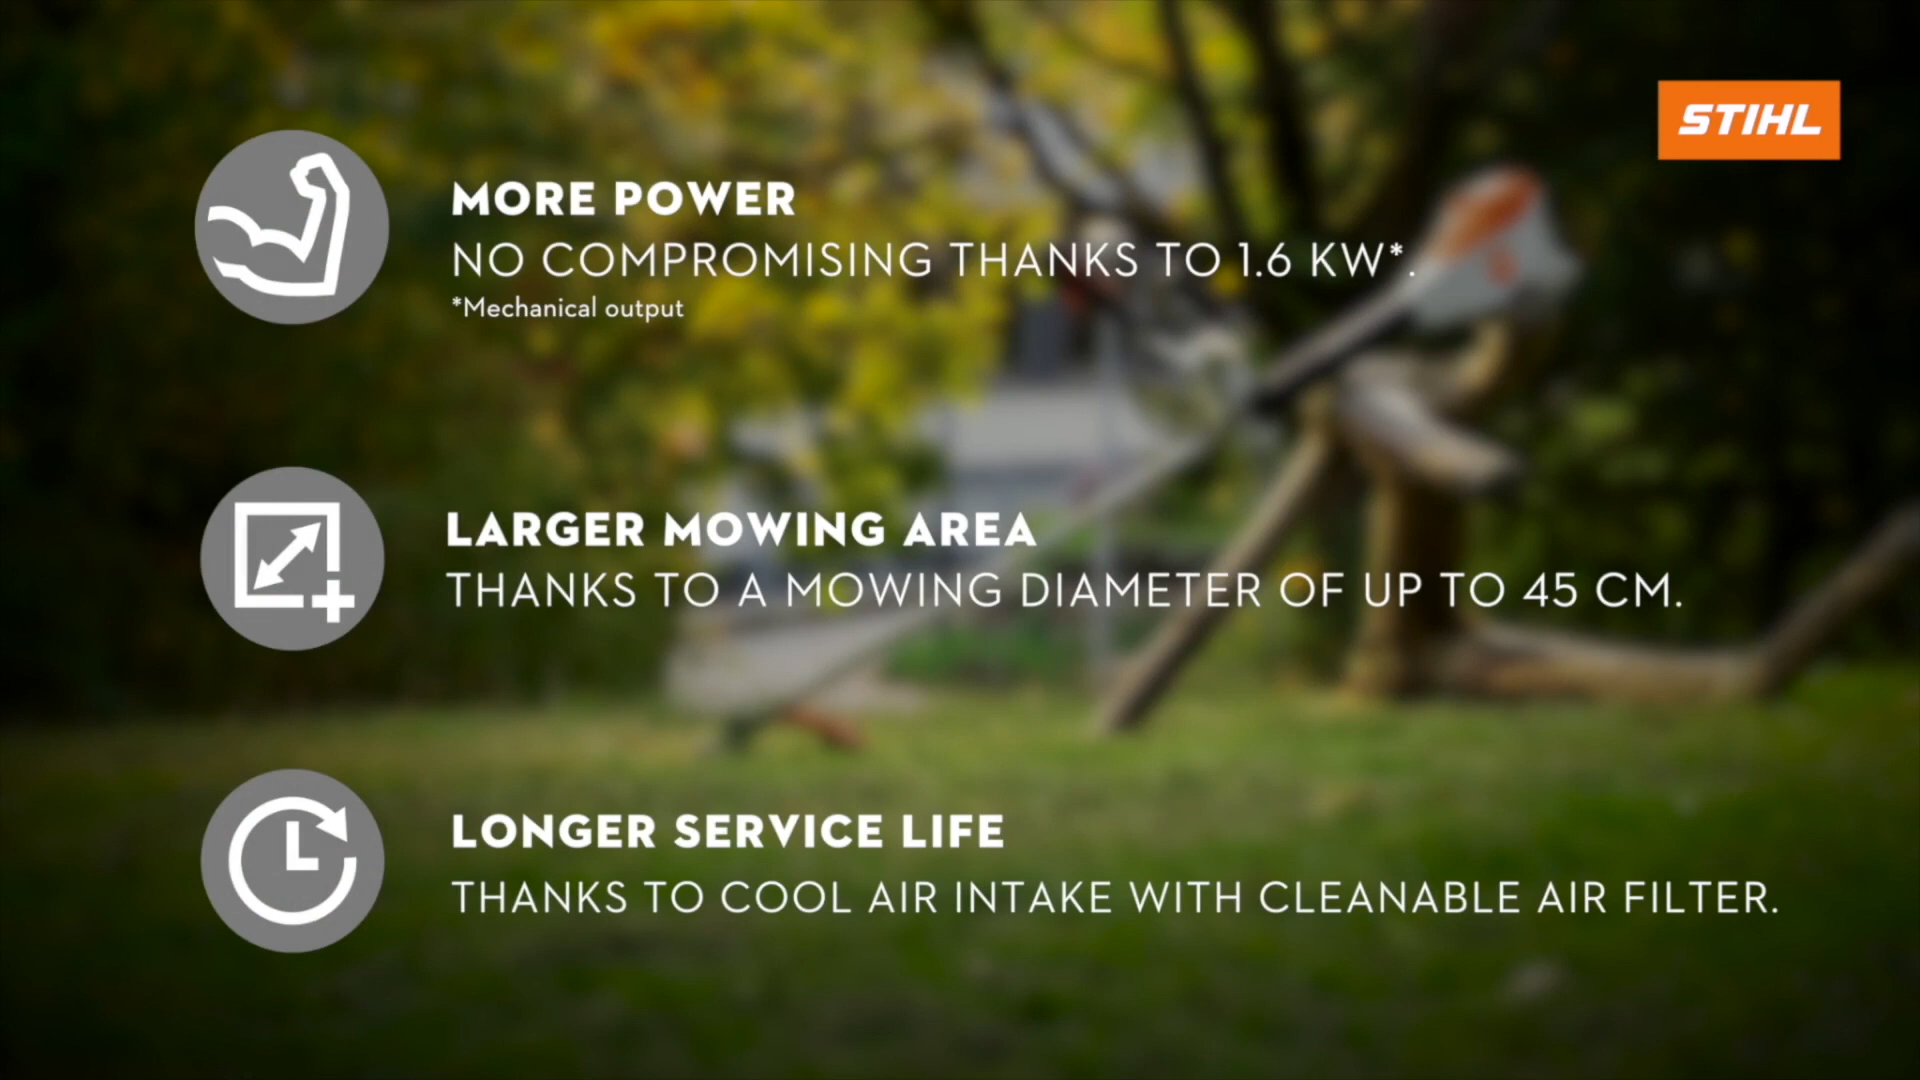 STIHL
MORE POWER
NO COMPROMISING THANKS TO 1.6 KW*.
*Mechanical output
LARGER MOWING AREA
THANKS TO A MOWING DIAMETER OF UP TO 45 CM.
LONGER SERVICE LIFE
THANKS TO COOL AIR INTAKE WITH CLEANABLE AIR FILTER.